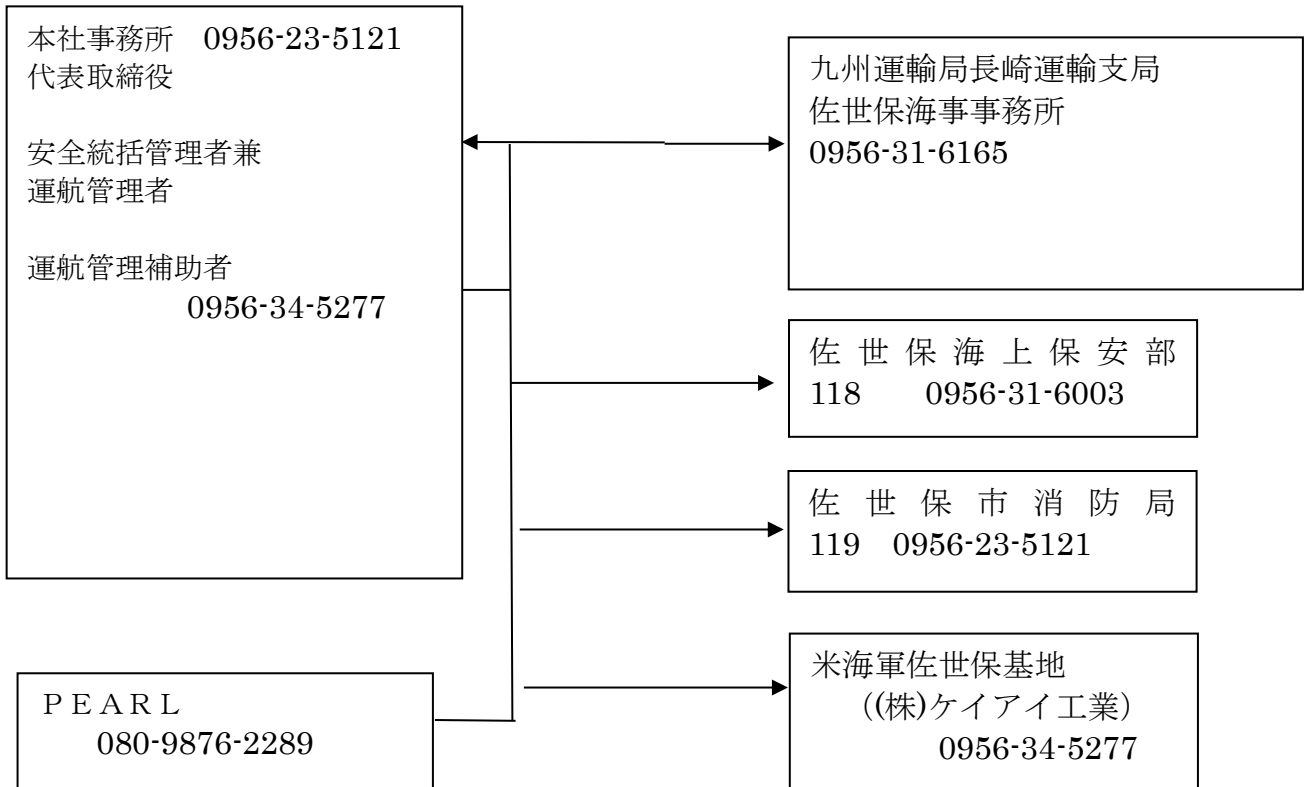 本社事務所　0956-23-5121
代表取締役
安全統括管理者兼
運航管理者
運航管理補助者
0956-34-5277
九州運輸局長崎運輸支局
佐世保海事事務所
0956-31-6165
佐世保海上保安部
118　0956-31-6003
佐世保市消防局
119　0956-23-5121
ＰＥＡＲＬ
080-9876-2289
米海軍佐世保基地
（(株)ケイアイ工業）
0956-34-5277